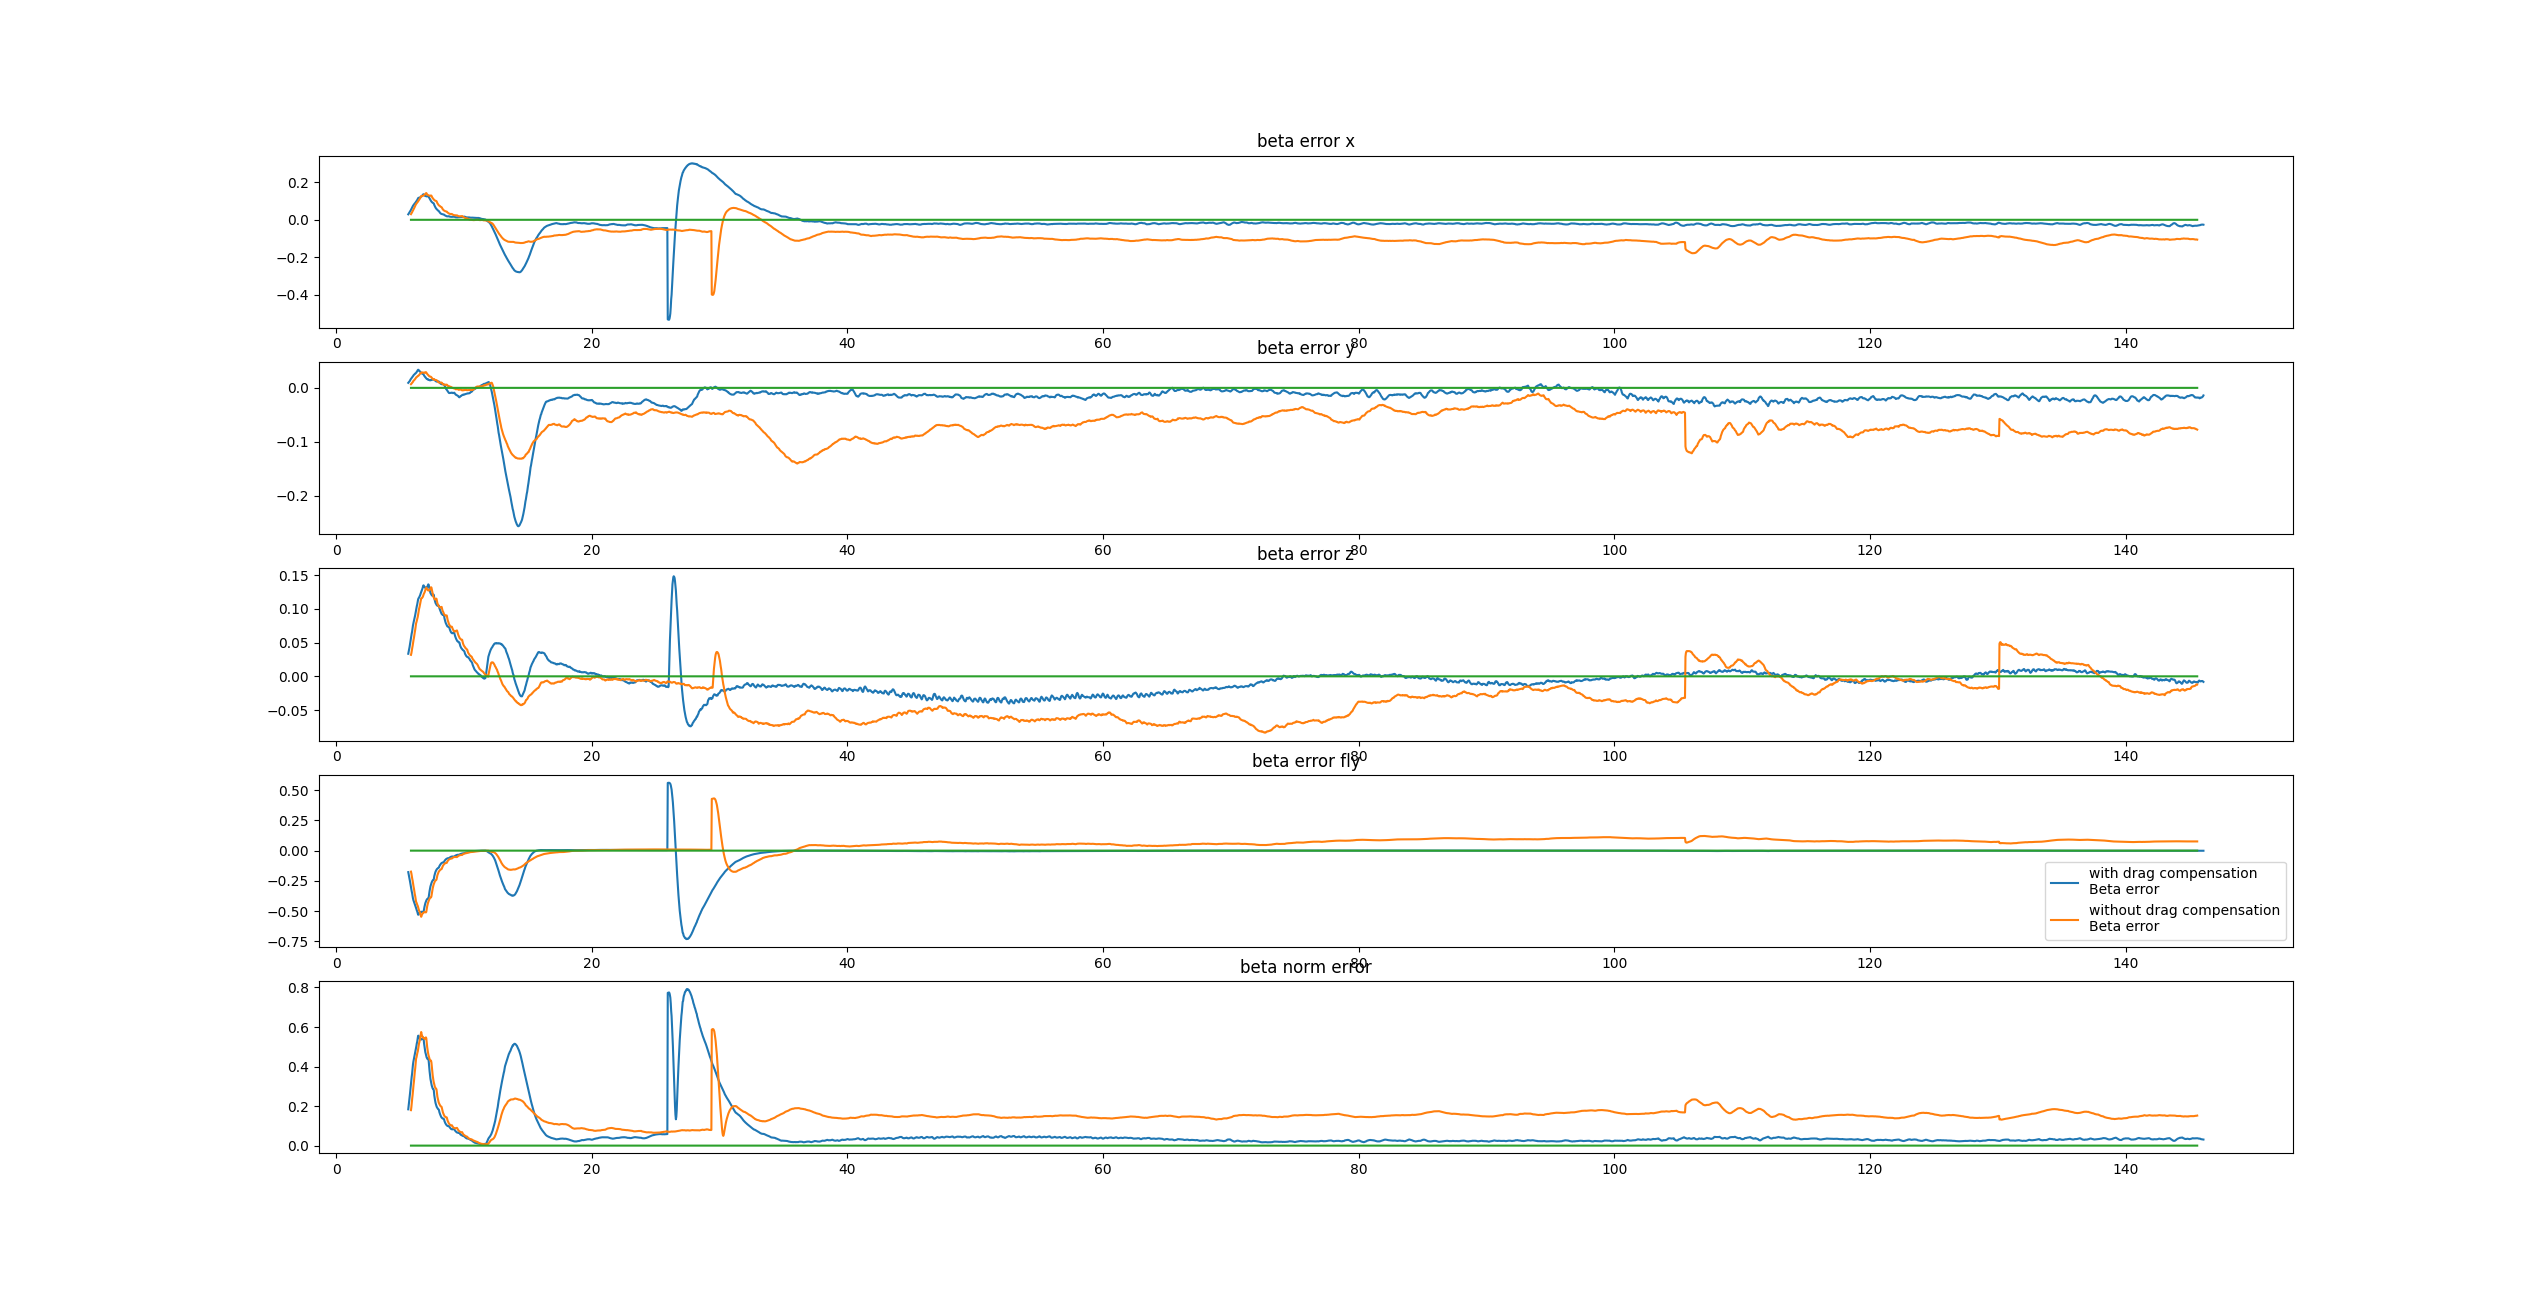 beta error x
0.2
0.0
−0.2
−0.4
0 20 40 60 80 100 120 140
beta error y
0.0
−0.1
−0.2
0 20 40 60 80 100 120 140
beta error z
0.15
0.10
0.05
0.00
−0.05
0 20 40 60 80 100 120 140
beta error fly
0.50
0.25
0.00
−0.25
−0.50
−0.75
with drag compensation
Beta error
without drag compensation
Beta error
0 20 40 60 80 100 120 140
beta norm error
0.8
0.6
0.4
0.2
0.0
0 20 40 60 80 100 120 140